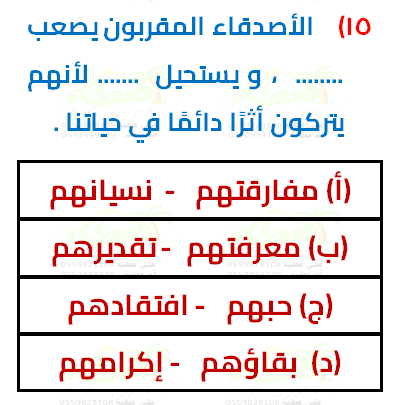 ١٥) الأصدقاء المقربون يصعب
........ ، و يستحيل ....... لأنهم
يتركون أثرًا دائمًا في حياتنا .
(أ) مفارقتهم - نسيانهم
(ب) معرفتهم - تقديرهم
(ج) حبهم - افتقادهم
(د) بقاؤهم - إكرامهم